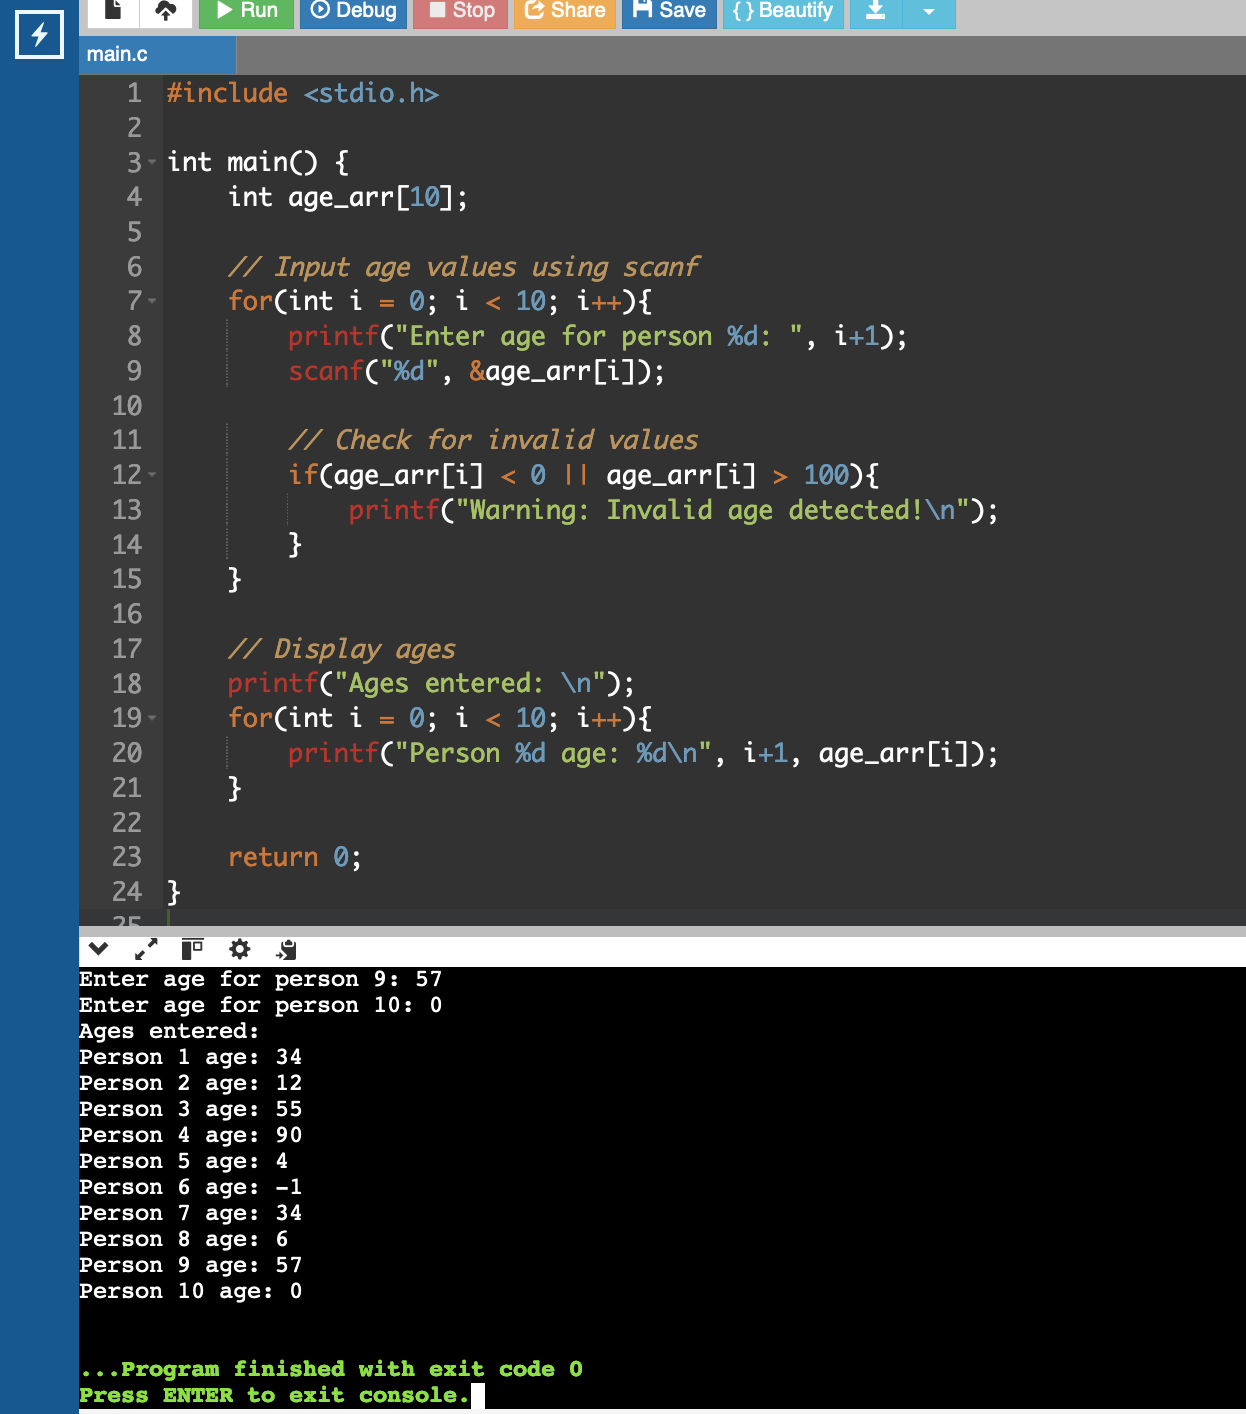 Run Debug Stop Share Save { } Beautify
main.c
1 #include <stdio.h>
2
3 int main() {
4     int age_arr[10];
5
6     // Input age values using scanf
7     for(int i = 0; i < 10; i++){
8         printf("Enter age for person %d: ", i+1);
9         scanf("%d", &age_arr[i]);
10
11         // Check for invalid values
12         if(age_arr[i] < 0 || age_arr[i] > 100){
13             printf("Warning: Invalid age detected!\n");
14         }
15     }
16
17     // Display ages
18     printf("Ages entered: \n");
19     for(int i = 0; i < 10; i++){
20         printf("Person %d age: %d\n", i+1, age_arr[i]);
21     }
22
23     return 0;
24 }
25
Enter age for person 9: 57
Enter age for person 10: 0
Ages entered:
Person 1 age: 34
Person 2 age: 12
Person 3 age: 55
Person 4 age: 90
Person 5 age: 4
Person 6 age: -1
Person 7 age: 34
Person 8 age: 6
Person 9 age: 57
Person 10 age: 0
...Program finished with exit code 0
Press ENTER to exit console.